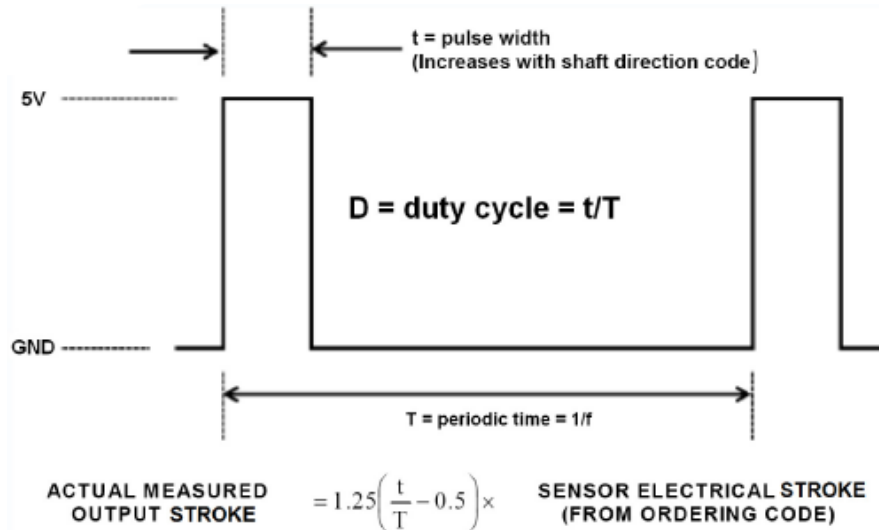 t = pulse width
(Increases with shaft direction code)
5V
D = duty cycle = t/T
GND
T = periodic time = 1/f
ACTUAL MEASURED OUTPUT STROKE = 1.25(t/T − 0.5)× SENSOR ELECTRICAL STROKE (FROM ORDERING CODE)